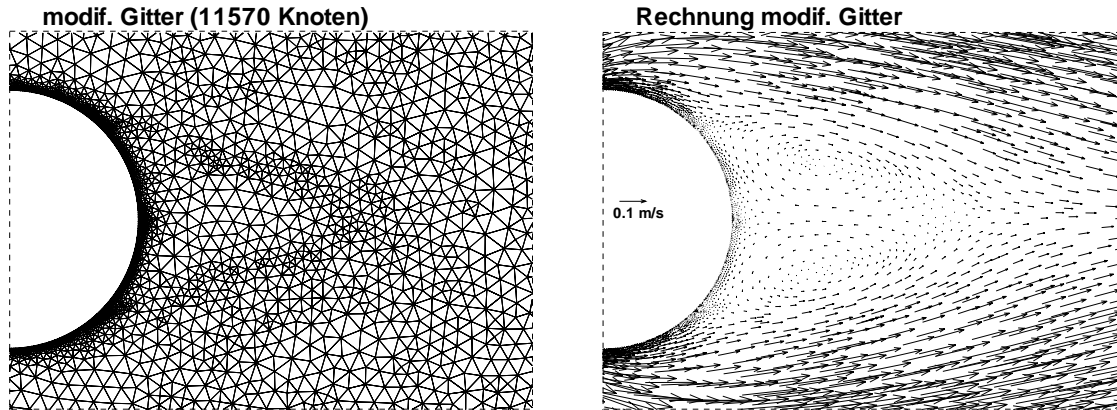 modif. Gitter (11570 Knoten)
Rechnung modif. Gitter
0.1 m/s